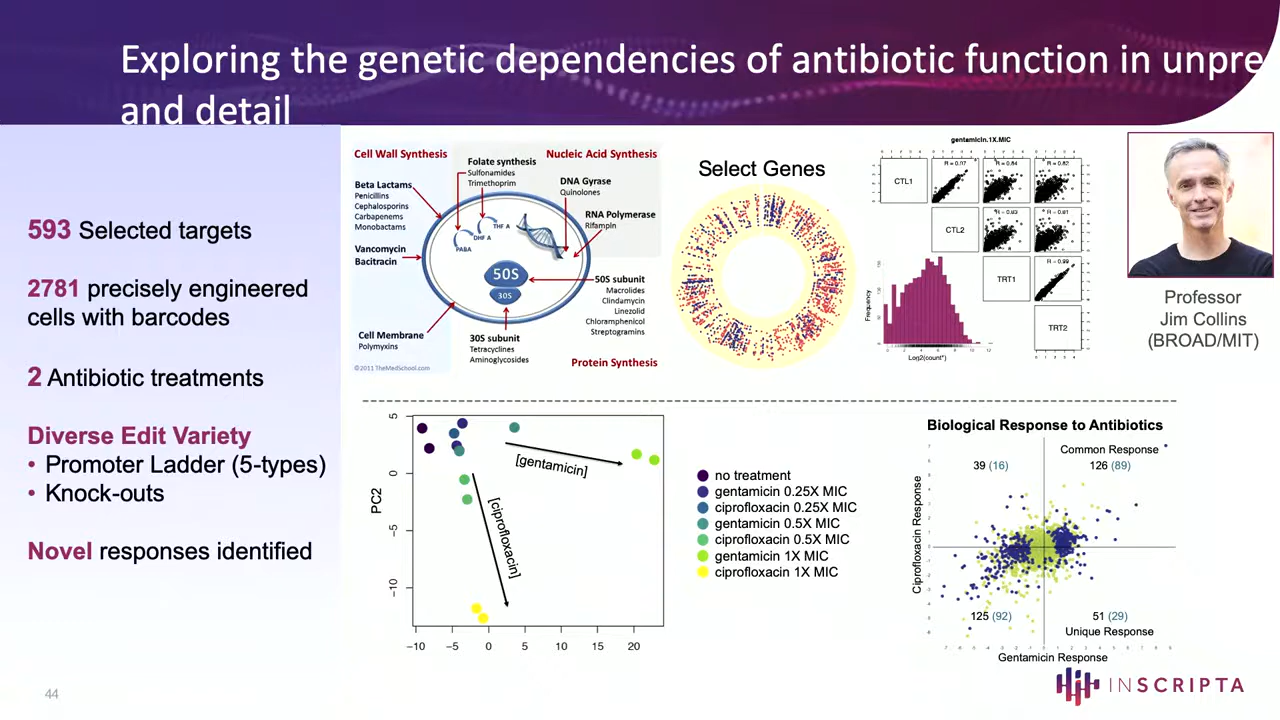 Exploring the genetic dependencies of antibiotic function in unpre
and detail
593 Selected targets
2781 precisely engineered
cells with barcodes
2 Antibiotic treatments
Diverse Edit Variety
• Promoter Ladder (5-types)
• Knock-outs
Novel responses identified
Cell Wall Synthesis
Beta Lactams
Penicillins
Cephalosporins
Carbapenems
Monobactams
Vancomycin
Bacitracin
Cell Membrane
Polymyxins
Folate synthesis
Sulfonamides
Trimethoprim
Nucleic Acid Synthesis
DNA Gyrase
Quinolones
RNA Polymerase
Rifampin
THF A
DHF A
PABA
50S
30S
50S subunit
Macrolides
Clindamycin
Linezolid
Chloramphenicol
Streptogramins
30S subunit
Tetracyclines
Aminoglycosides
Protein Synthesis
©2011 TheMedSchool.com
Select Genes
gentamicin.1X.MIC
CTL1
R = 0.97
R = 0.84
R = 0.82
CTL2
R = 0.83
R = 0.81
TRT1
R = 0.99
TRT2
Frequency
0 2 4 6 8 10 12
Log2(count*)
Professor
Jim Collins
(BROAD/MIT)
PC2
5
0
−5
−10
−10 −5 0 5 10 15 20
[gentamicin]
[ciprofloxacin]
no treatment
gentamicin 0.25X MIC
ciprofloxacin 0.25X MIC
gentamicin 0.5X MIC
ciprofloxacin 0.5X MIC
gentamicin 1X MIC
ciprofloxacin 1X MIC
Biological Response to Antibiotics
Common Response
39 (16)
126 (89)
Ciprofloxacin Response
125 (92)
51 (29)
Unique Response
Gentamicin Response
44
INSCRIPTA